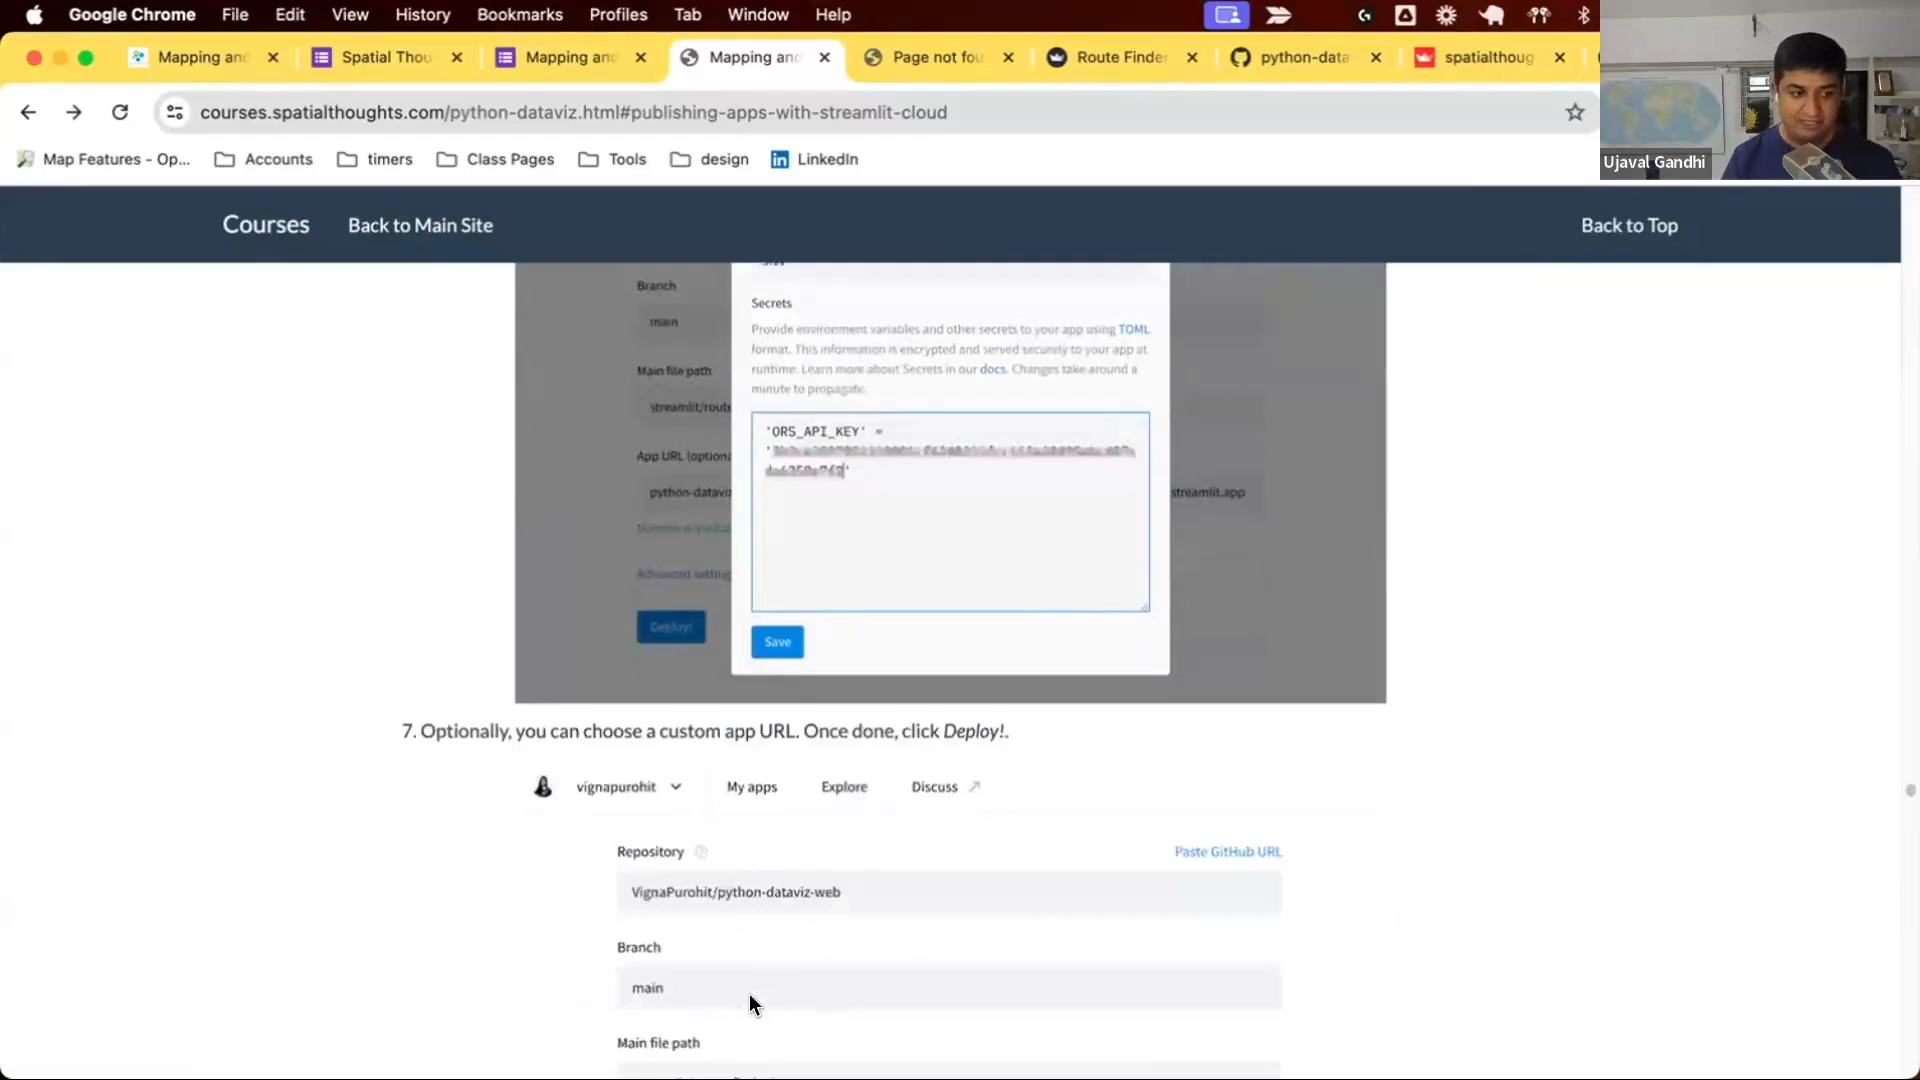 Google Chrome File Edit View History Bookmarks Profiles Tab Window Help
Mapping an
Spatial Thou
Mapping an
Mapping an
Page not fou
Route Finder
python-data
spatialthoug
courses.spatialthoughts.com/python-dataviz.html#publishing-apps-with-streamlit-cloud
Map Features - Op... Accounts timers Class Pages Tools design LinkedIn
Ujaval Gandhi
Courses Back to Main Site Back to Top
Branch
main
Main file path
streamlit/route
App URL (optiona
python-dataviz
streamlit.app
Advanced setting
Deploy!
Secrets
Provide environment variables and other secrets to your app using TOML
format. This information is encrypted and served securely to your app at
runtime. Learn more about Secrets in our docs. Changes take around a
minute to propagate.
'ORS_API_KEY' =
Save
7. Optionally, you can choose a custom app URL. Once done, click Deploy!.
vignapurohit My apps Explore Discuss
Repository Paste GitHub URL
VignaPurohit/python-dataviz-web
Branch
main
Main file path